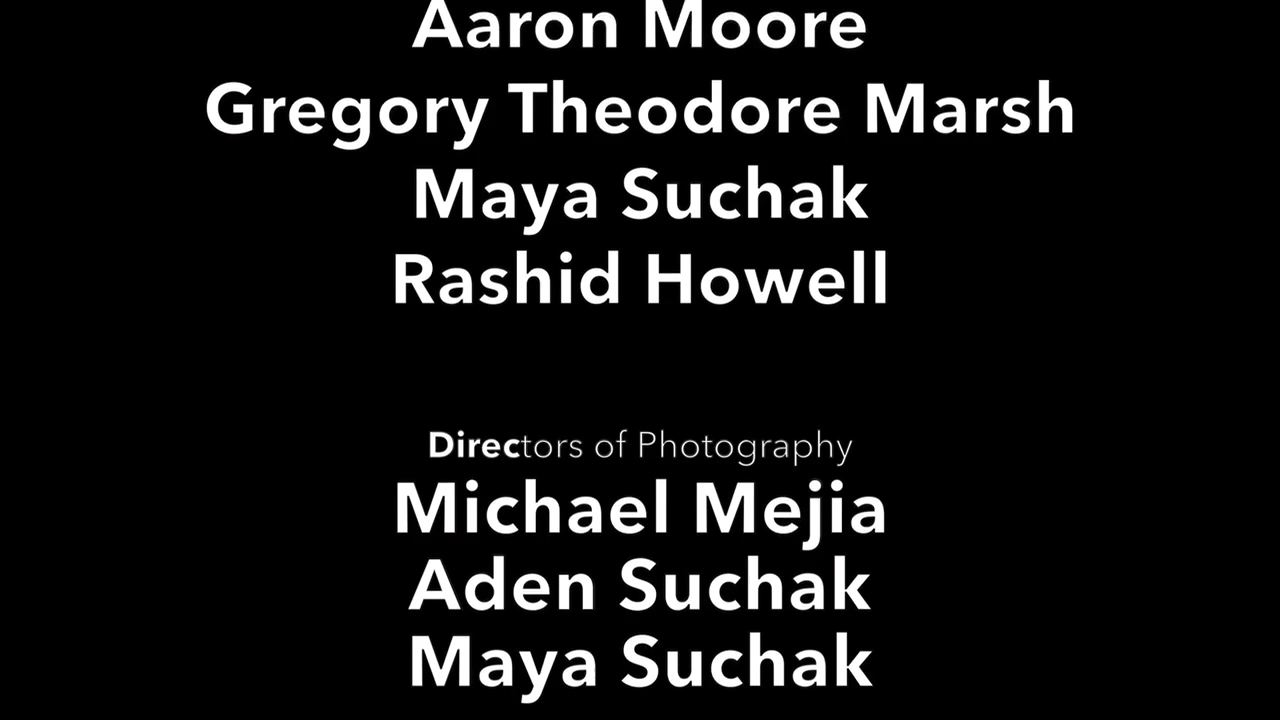 Aaron Moore
Gregory Theodore Marsh
Maya Suchak
Rashid Howell
Directors of Photography
Michael Mejia
Aden Suchak
Maya Suchak